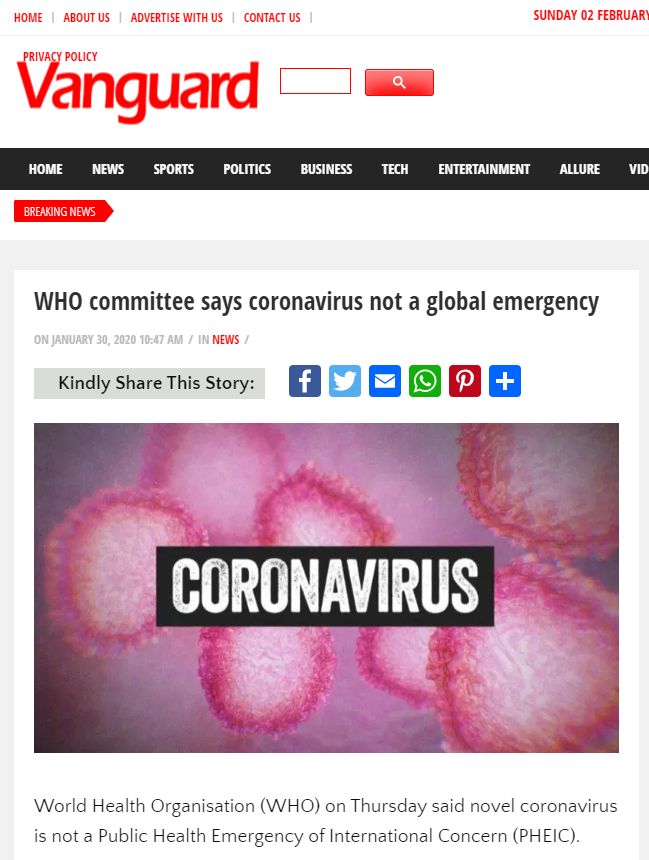 HOME | ABOUT US | ADVERTISE WITH US | CONTACT US |
SUNDAY 02 FEBRUARY
PRIVACY POLICY
Vanguard
HOME NEWS SPORTS POLITICS BUSINESS TECH ENTERTAINMENT ALLURE VID
BREAKING NEWS
WHO committee says coronavirus not a global emergency
ON JANUARY 30, 2020 10:47 AM / IN NEWS /
Kindly Share This Story:
CORONAVIRUS
World Health Organisation (WHO) on Thursday said novel coronavirus
is not a Public Health Emergency of International Concern (PHEIC).